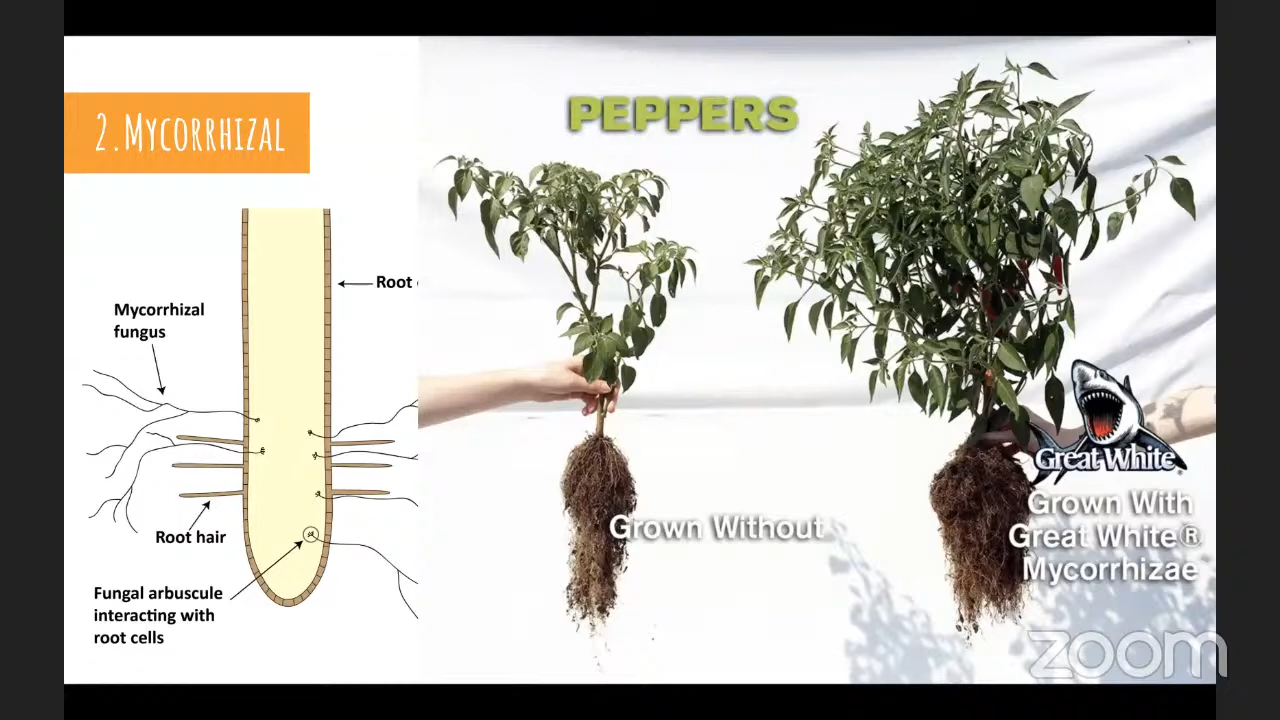 2.Mycorrhizal
PEPPERS
Root
Mycorrhizal
fungus
Root hair
Fungal arbuscule
interacting with
root cells
Grown Without
Great White
Grown With
Great White®
Mycorrhizae
zoom